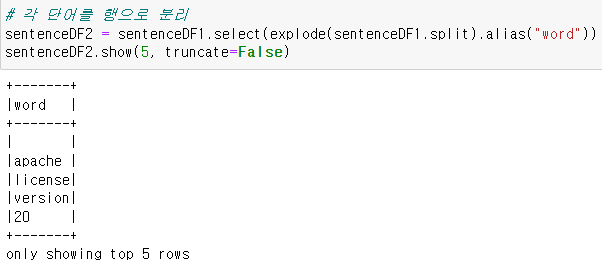 # 각 단어를 행으로 분리
sentenceDF2 = sentenceDF1.select(explode(sentenceDF1.split).alias("word"))
sentenceDF2.show(5, truncate=False)
+-------+
|word   |
+-------+
|       |
|apache |
|license|
|version|
|20     |
+-------+
only showing top 5 rows